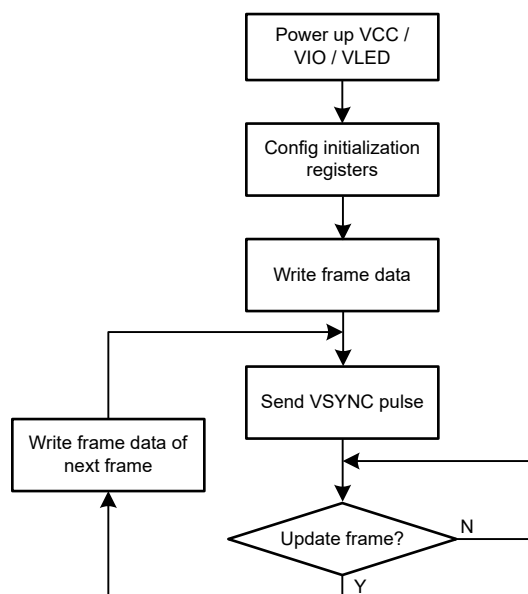 Power up VCC /
VIO / VLED
Config initialization
registers
Write frame data
Send VSYNC pulse
Write frame data of
next frame
Update frame?
N
Y